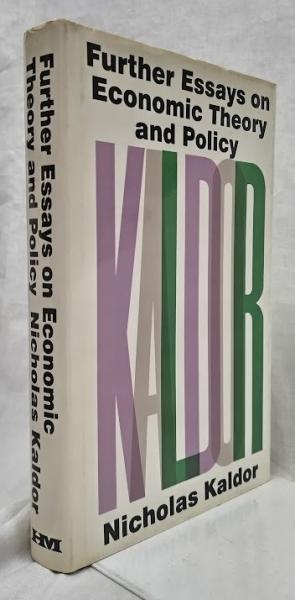 Further Essays on
Economic Theory
and Policy
KALDOR
Nicholas Kaldor
Further Essays on Economic
Theory and Policy Nicholas Kaldor
HM